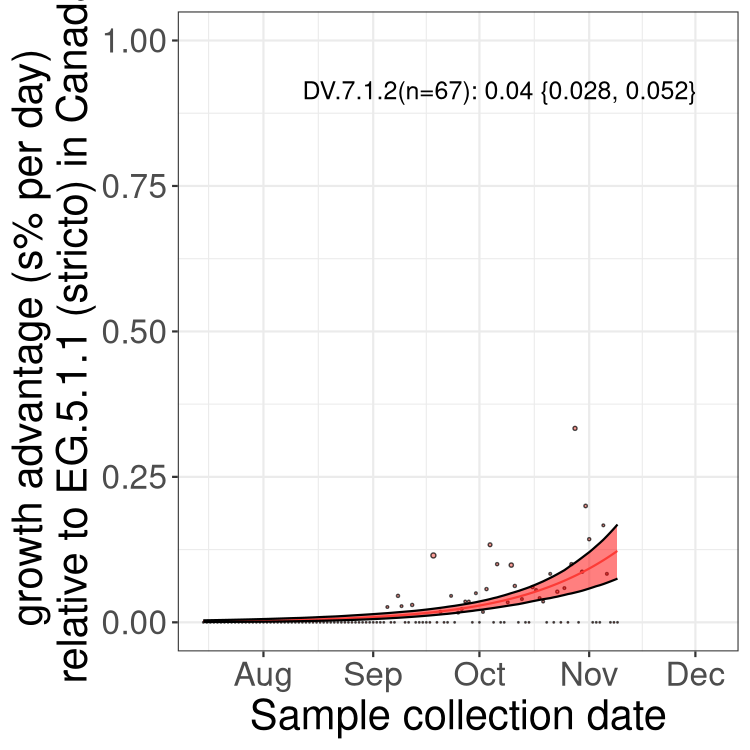 growth advantage (s% per day)
relative to EG.5.1.1 (stricto) in Canada
1.00
0.75
0.50
0.25
0.00
DV.7.1.2(n=67): 0.04 {0.028, 0.052}
Aug Sep Oct Nov Dec
Sample collection date